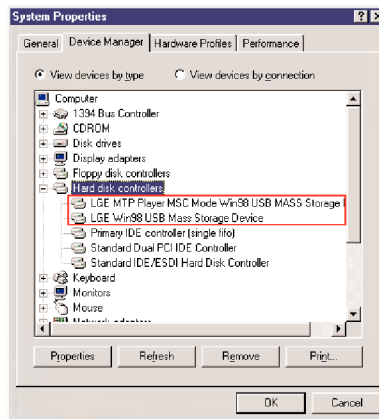 System Properties
General Device Manager Hardware Profiles Performance
View devices by type View devices by connection
Computer
1394 Bus Controller
CDROM
Disk drives
Display adapters
Floppy disk controllers
Hard disk controllers
LGE MTP Player MSC Mode Win98 USB MASS Storage
LGE Win98 USB Mass Storage Device
Primary IDE controller (single fifo)
Standard Dual PCI IDE Controller
Standard IDE/ESDI Hard Disk Controller
Keyboard
Monitors
Mouse
Network adapters
Properties Refresh Remove Print...
OK Cancel